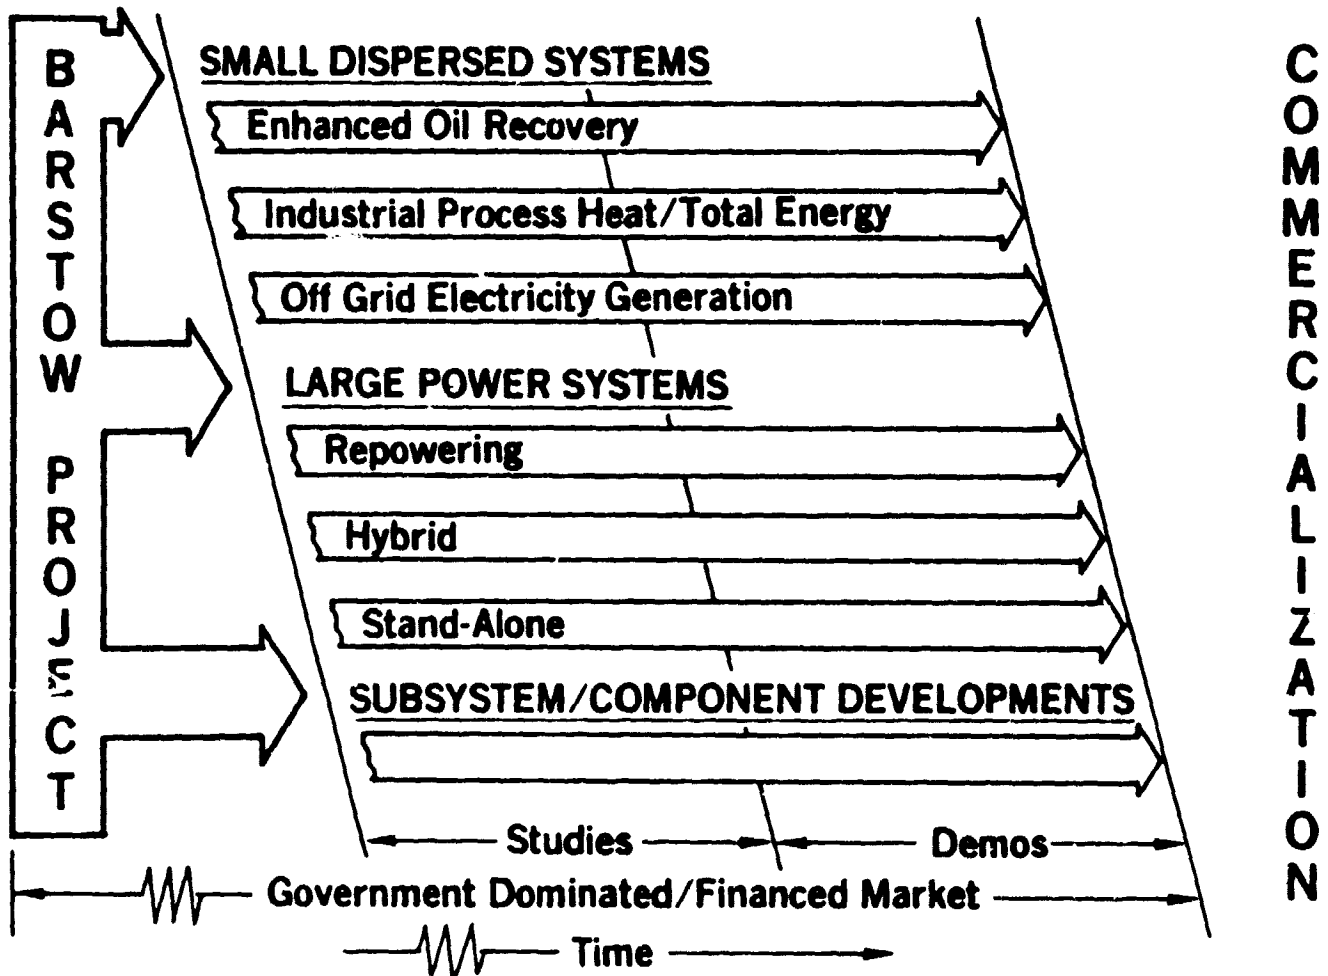 BARSTOW PROJECT
SMALL DISPERSED SYSTEMS
Enhanced Oil Recovery
Industrial Process Heat/Total Energy
Off Grid Electricity Generation
LARGE POWER SYSTEMS
Repowering
Hybrid
Stand-Alone
SUBSYSTEM/COMPONENT DEVELOPMENTS
Studies
Demos
Government Dominated/Financed Market
Time
COMMERCIALIZATION